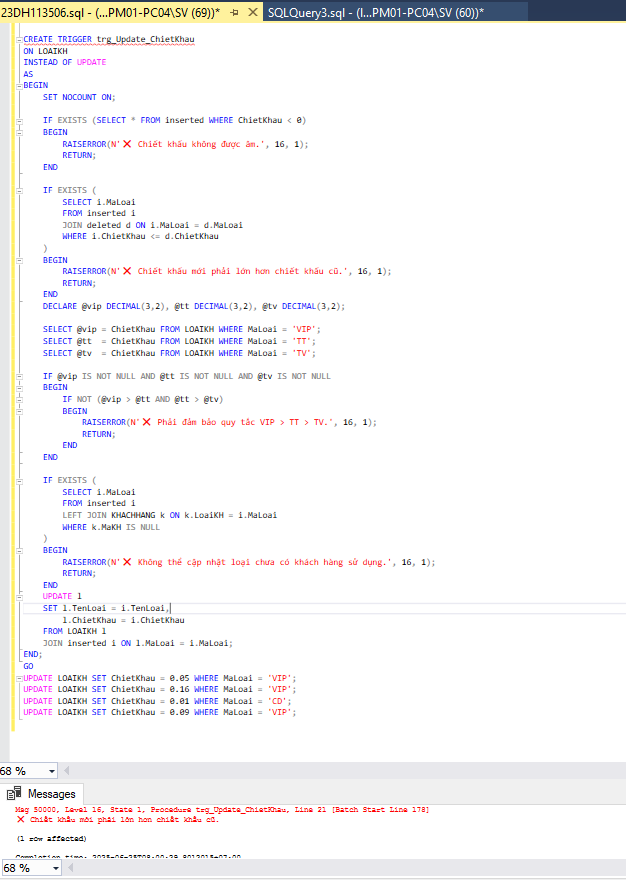 23DH113506.sql - (...PM01-PC04\SV (69))*
SQLQuery3.sql - (l...PM01-PC04\SV (60))*
CREATE TRIGGER trg_Update_ChietKhau
ON LOAIKH
INSTEAD OF UPDATE
AS
BEGIN
SET NOCOUNT ON;
IF EXISTS (SELECT * FROM inserted WHERE ChietKhau < 0)
BEGIN
RAISERROR(N'❌ Chiết khấu không được âm.', 16, 1);
RETURN;
END
IF EXISTS (
SELECT i.MaLoai
FROM inserted i
JOIN deleted d ON i.MaLoai = d.MaLoai
WHERE i.ChietKhau <= d.ChietKhau
)
BEGIN
RAISERROR(N'❌ Chiết khấu mới phải lớn hơn chiết khấu cũ.', 16, 1);
RETURN;
END
DECLARE @vip DECIMAL(3,2), @tt DECIMAL(3,2), @tv DECIMAL(3,2);
SELECT @vip = ChietKhau FROM LOAIKH WHERE MaLoai = 'VIP';
SELECT @tt = ChietKhau FROM LOAIKH WHERE MaLoai = 'TT';
SELECT @tv = ChietKhau FROM LOAIKH WHERE MaLoai = 'TV';
IF @vip IS NOT NULL AND @tt IS NOT NULL AND @tv IS NOT NULL
BEGIN
IF NOT (@vip > @tt AND @tt > @tv)
BEGIN
RAISERROR(N'❌ Phải đảm bảo quy tắc VIP > TT > TV.', 16, 1);
RETURN;
END
END
IF EXISTS (
SELECT i.MaLoai
FROM inserted i
LEFT JOIN KHACHHANG k ON k.LoaiKH = i.MaLoai
WHERE k.MaKH IS NULL
)
BEGIN
RAISERROR(N'❌ Không thể cập nhật loại chưa có khách hàng sử dụng.', 16, 1);
RETURN;
END
UPDATE l
SET l.TenLoai = i.TenLoai,
l.ChietKhau = i.ChietKhau
FROM LOAIKH l
JOIN inserted i ON l.MaLoai = i.MaLoai;
END;
GO
UPDATE LOAIKH SET ChietKhau = 0.05 WHERE MaLoai = 'VIP';
UPDATE LOAIKH SET ChietKhau = 0.16 WHERE MaLoai = 'VIP';
UPDATE LOAIKH SET ChietKhau = 0.01 WHERE MaLoai = 'CD';
UPDATE LOAIKH SET ChietKhau = 0.09 WHERE MaLoai = 'VIP';
68 %
Messages
Msg 50000, Level 16, State 1, Procedure trg_Update_ChietKhau, Line 21 [Batch Start Line 178]
❌ Chiết khấu mới phải lớn hơn chiết khấu cũ.
(1 row affected)
Completion time:
68 %